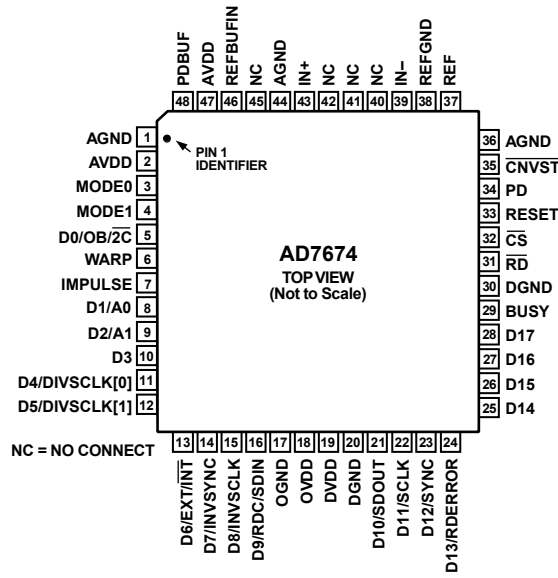 PDBUF
AVDD
REFBUFIN
NC
AGND
IN+
NC
NC
NC
IN–
REFGND
REF
48 47 46 45 44 43 42 41 40 39 38 37
AGND 1
AVDD 2
MODE0 3
MODE1 4
D0/OB/2C̅ 5
WARP 6
IMPULSE 7
D1/A0 8
D2/A1 9
D3 10
D4/DIVSCLK[0] 11
D5/DIVSCLK[1] 12
PIN 1
IDENTIFIER
AD7674
TOP VIEW
(Not to Scale)
36 AGND
35 C̅N̅V̅S̅T̅
34 PD
33 RESET
32 C̅S̅
31 R̅D̅
30 DGND
29 BUSY
28 D17
27 D16
26 D15
25 D14
NC = NO CONNECT
13 14 15 16 17 18 19 20 21 22 23 24
D6/EXT/I̅N̅T̅
D7/INVSYNC
D8/INVSCLK
D9/RDC/SDIN
OGND
OVDD
DVDD
DGND
D10/SDOUT
D11/SCLK
D12/SYNC
D13/RDERROR